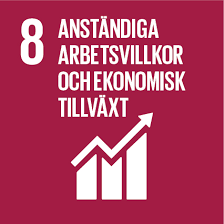 8 ANSTÄNDIGA
ARBETSVILLKOR
OCH EKONOMISK
TILLVÄXT